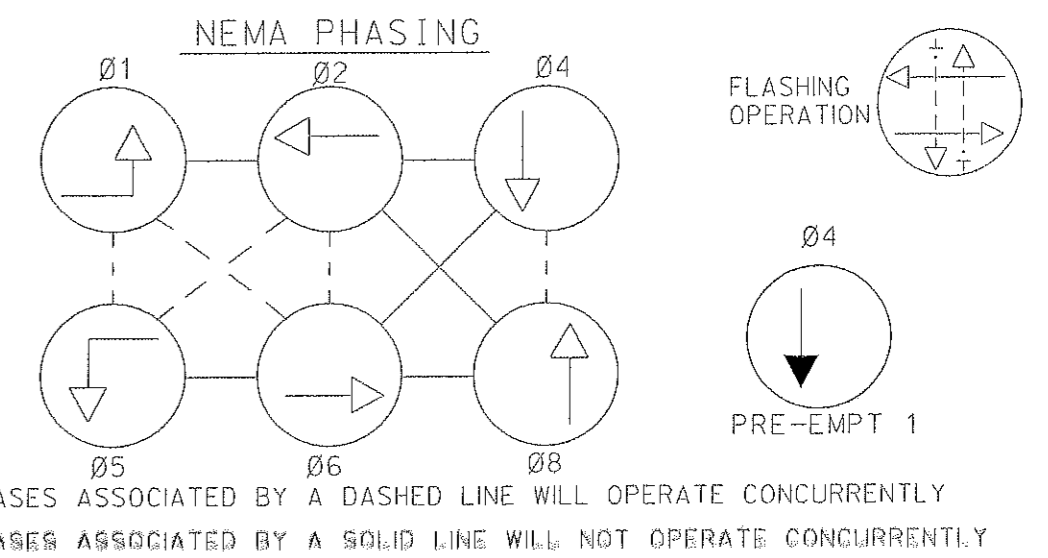 NEMA PHASING
Ø1
Ø2
Ø4
FLASHING
OPERATION
Ø4
PRE-EMPT 1
Ø5
Ø6
Ø8
ASES ASSOCIATED BY A DASHED LINE WILL OPERATE CONCURRENTLY
ASES ASSOCIATED BY A SOLID LINE WILL NOT OPERATE CONCURRENTLY